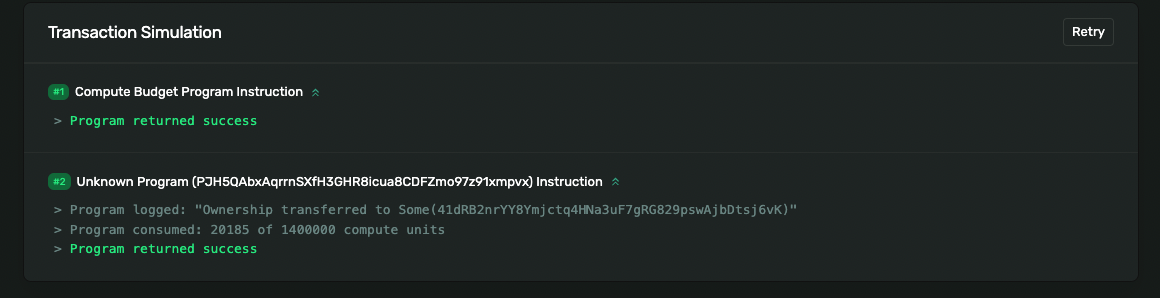 Transaction Simulation
Retry
#1 Compute Budget Program Instruction
> Program returned success
#2 Unknown Program (PJH5QAbxAqrrnSXfH3GHR8icua8CDFZmo97z91xmpvx) Instruction
> Program logged: "Ownership transferred to Some(41dRB2nrYY8Ymjctq4HNa3uF7gRG829pswAjbDtsj6vK)"
> Program consumed: 20185 of 1400000 compute units
> Program returned success